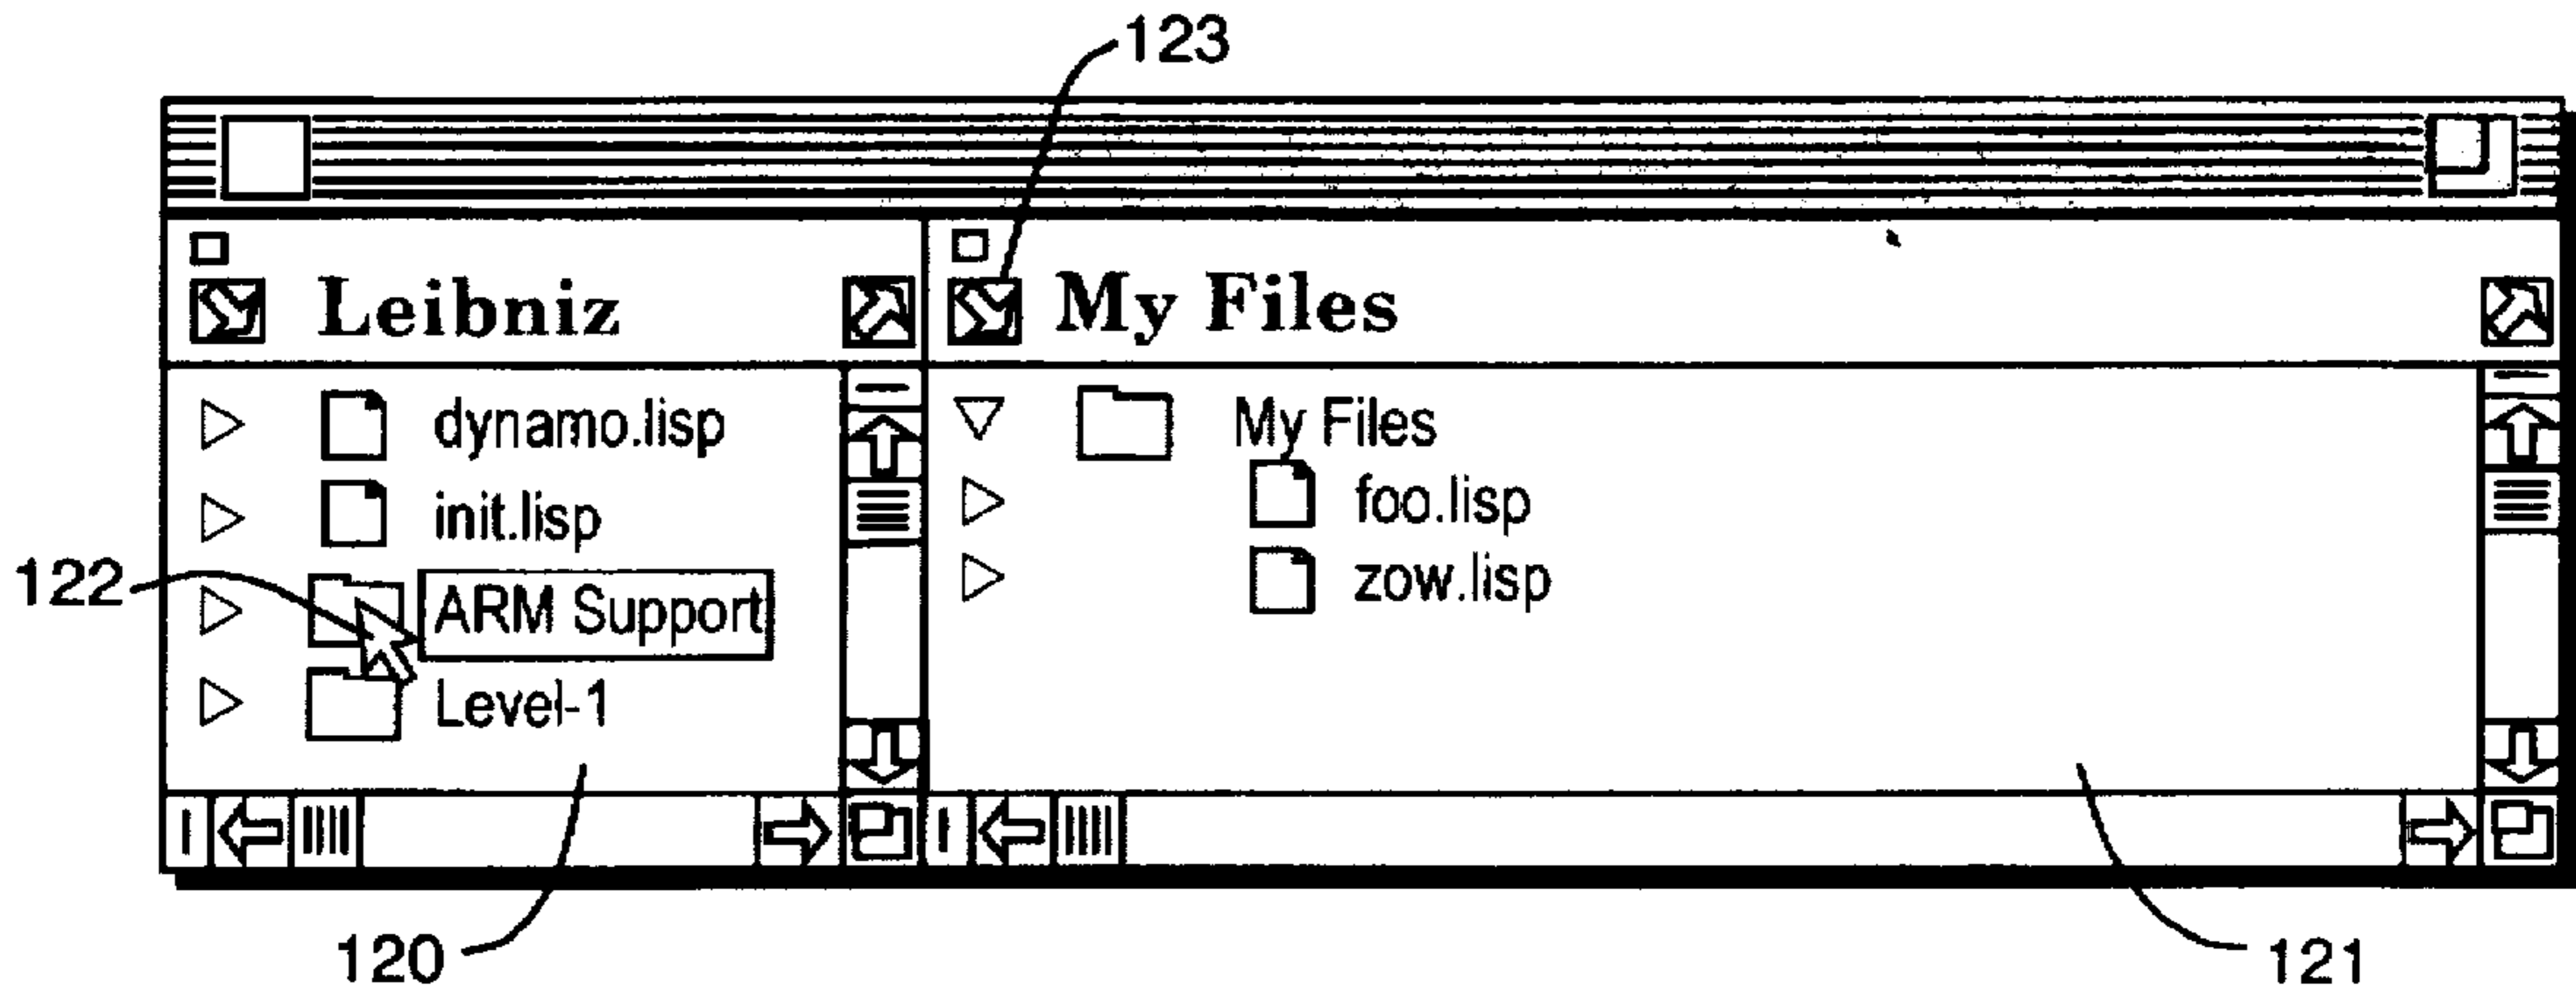 123
Leibniz
My Files
dynamo.lisp
init.lisp
ARM Support
Level-1
My Files
foo.lisp
zow.lisp
122
120
121